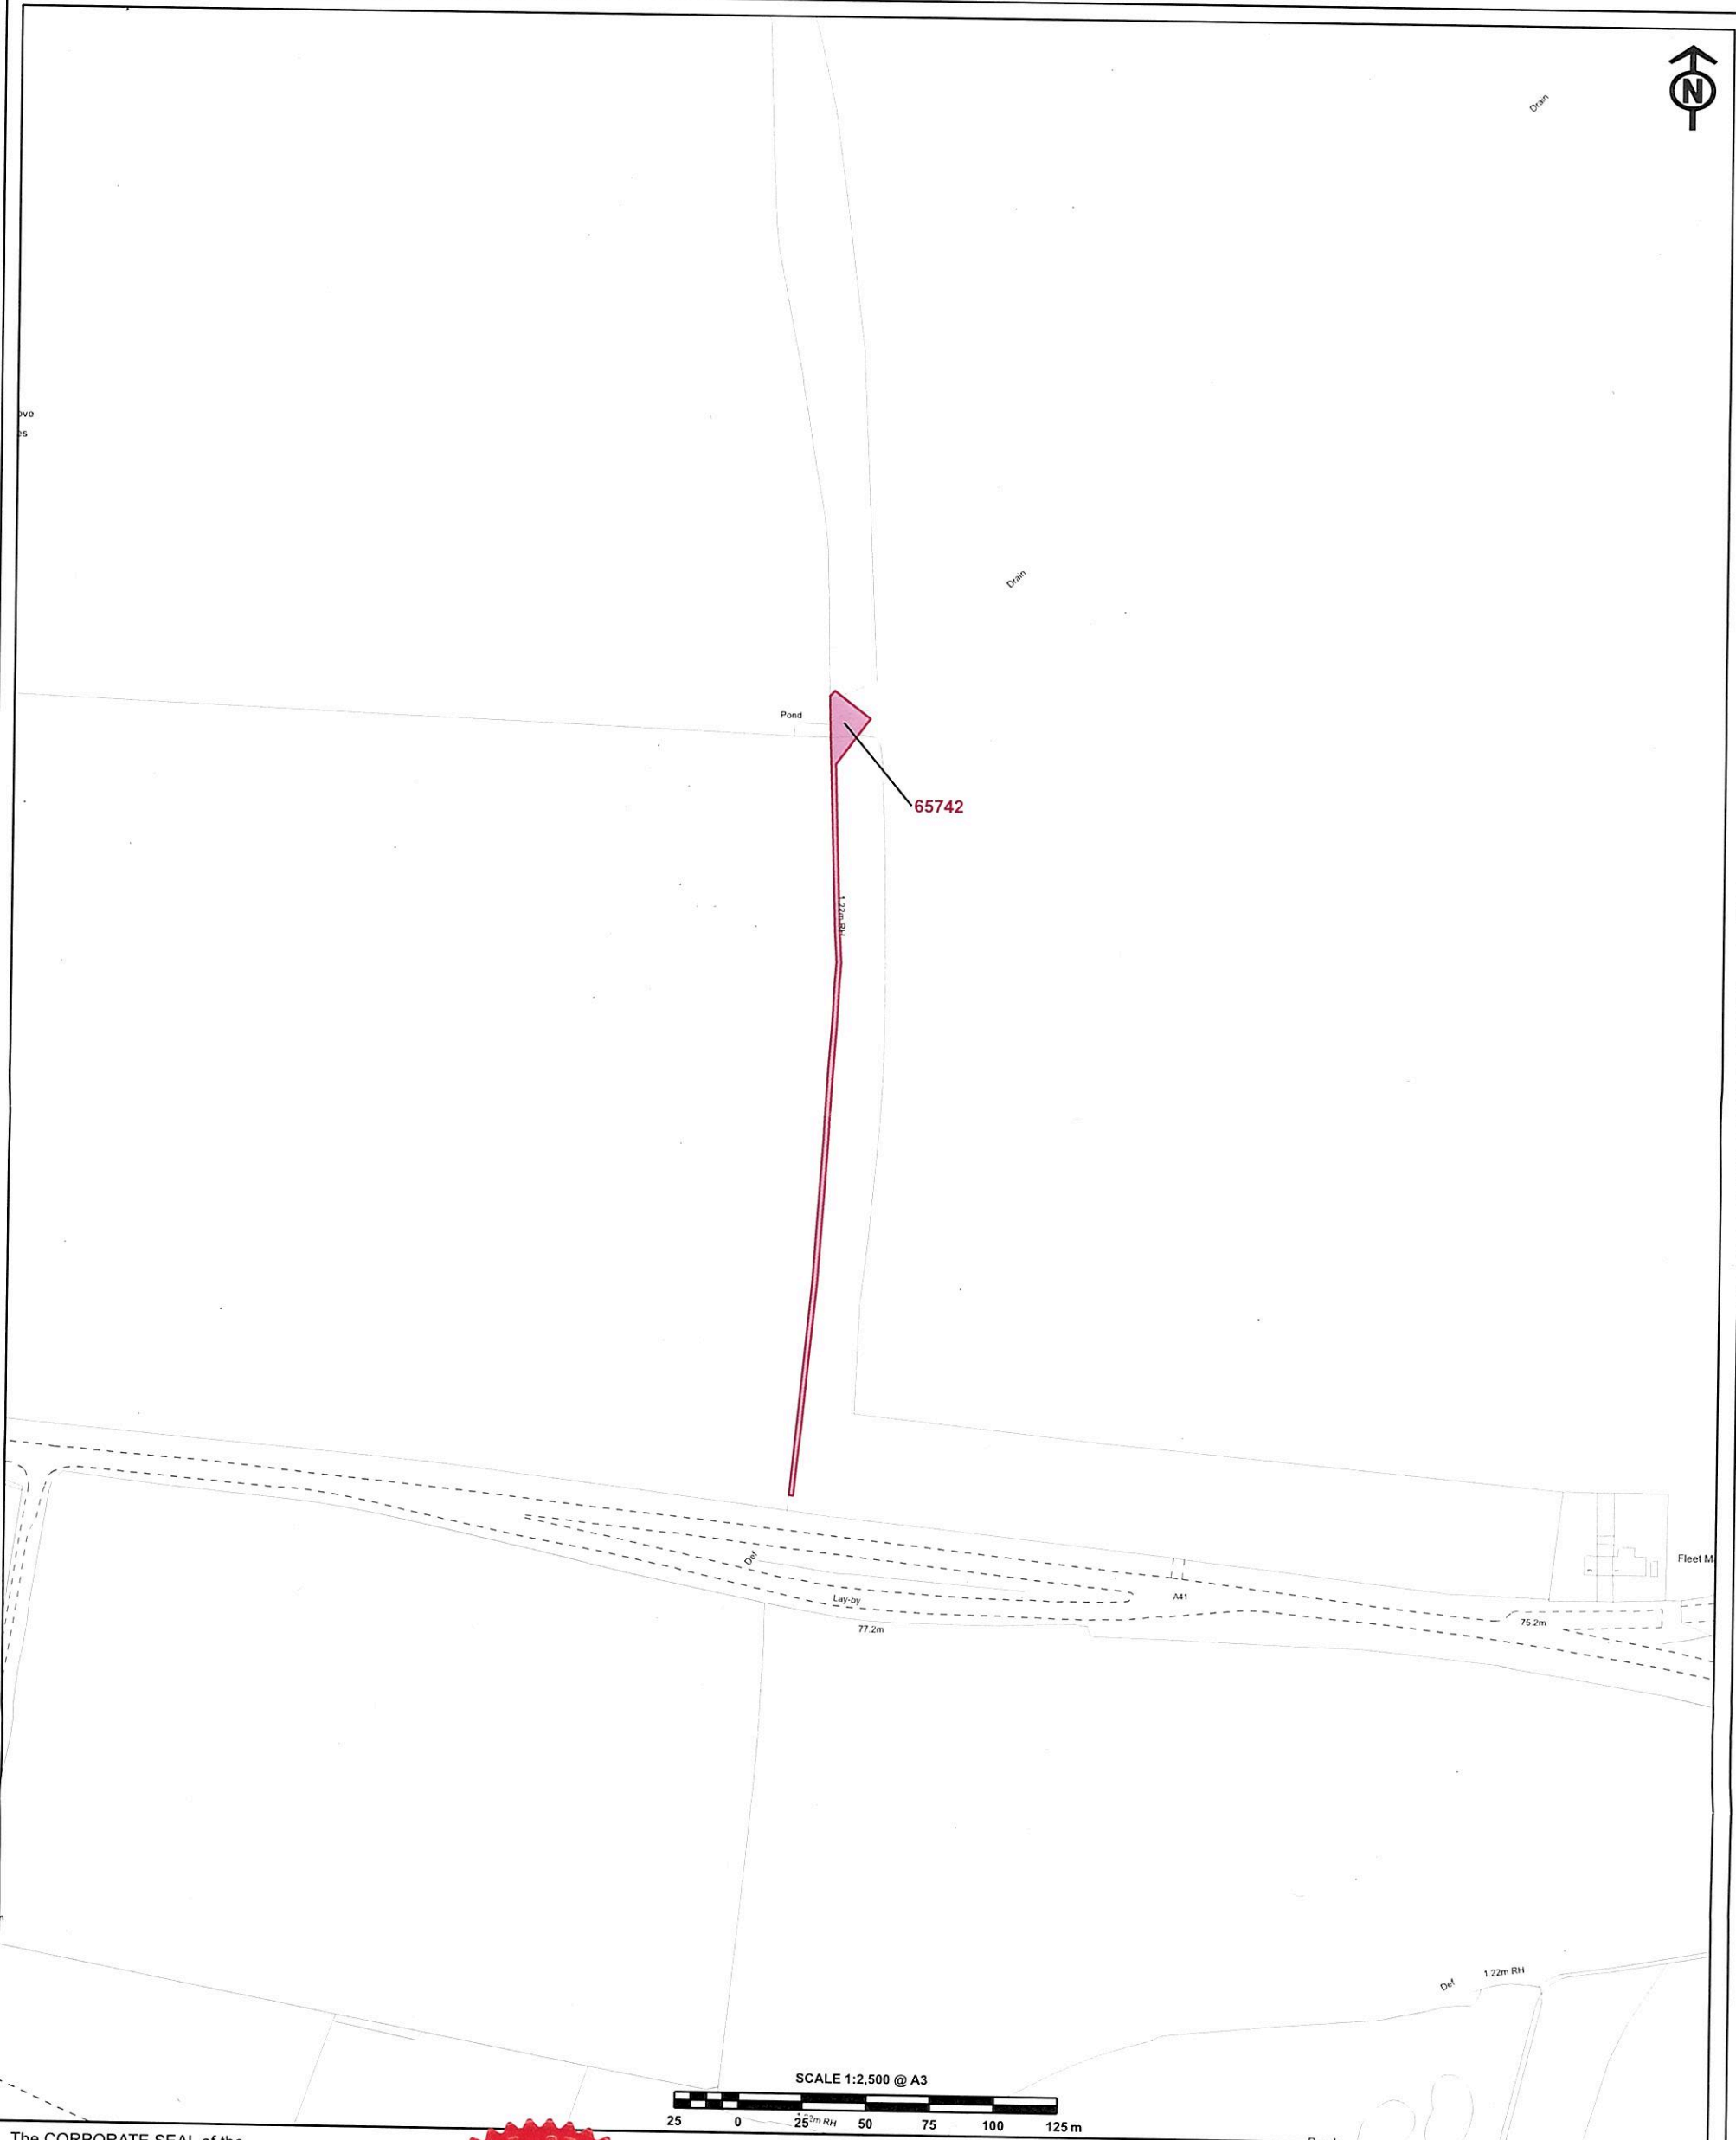 N
Drain
ove
es
Drain
Pond
65742
1.22m RH
Fleet M
Def
A41
Lay-by
75.2m
77.2m
1.22m RH
Def
SCALE 1:2,500 @ A3
25 0 25 50 75 100 125 m
2m RH
The CORPORATE SEAL of the